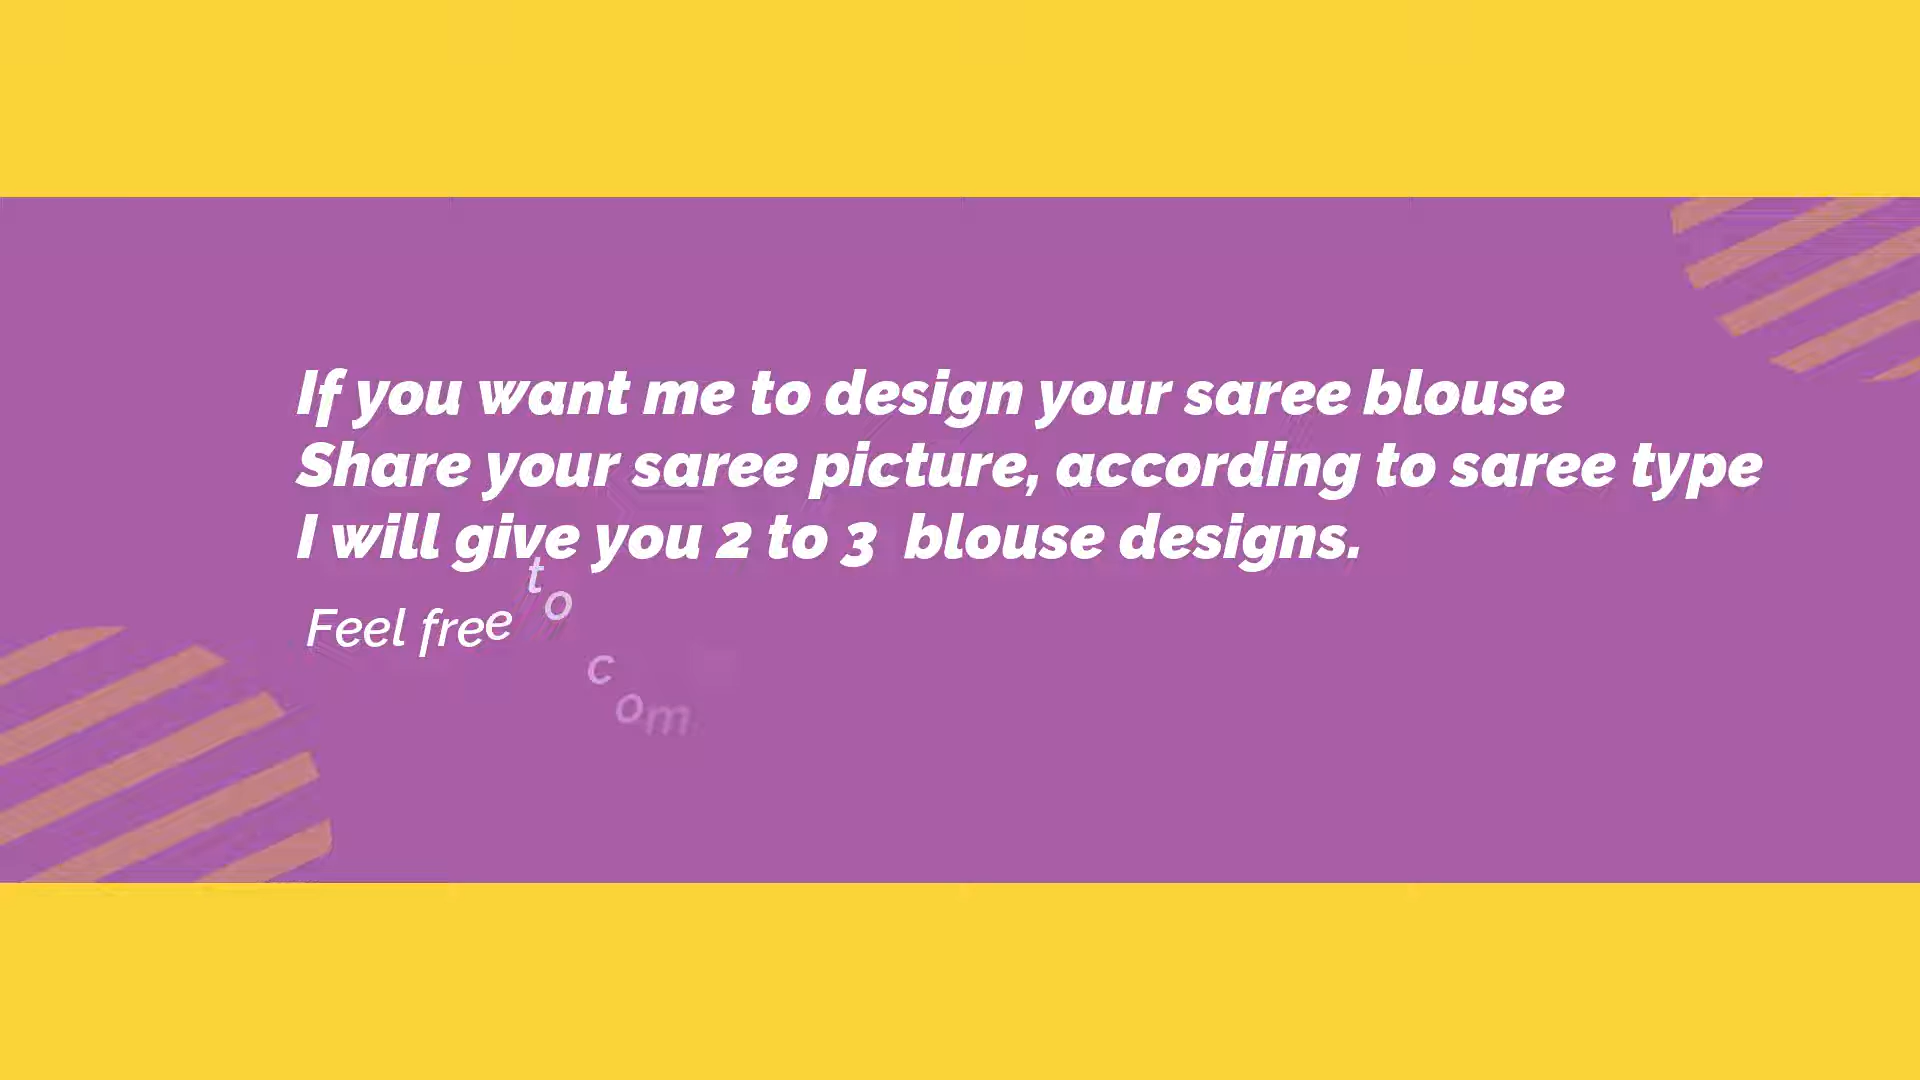 If you want me to design your saree blouse
Share your saree picture, according to saree type
I will give you 2 to 3 blouse designs.
Feel free to com